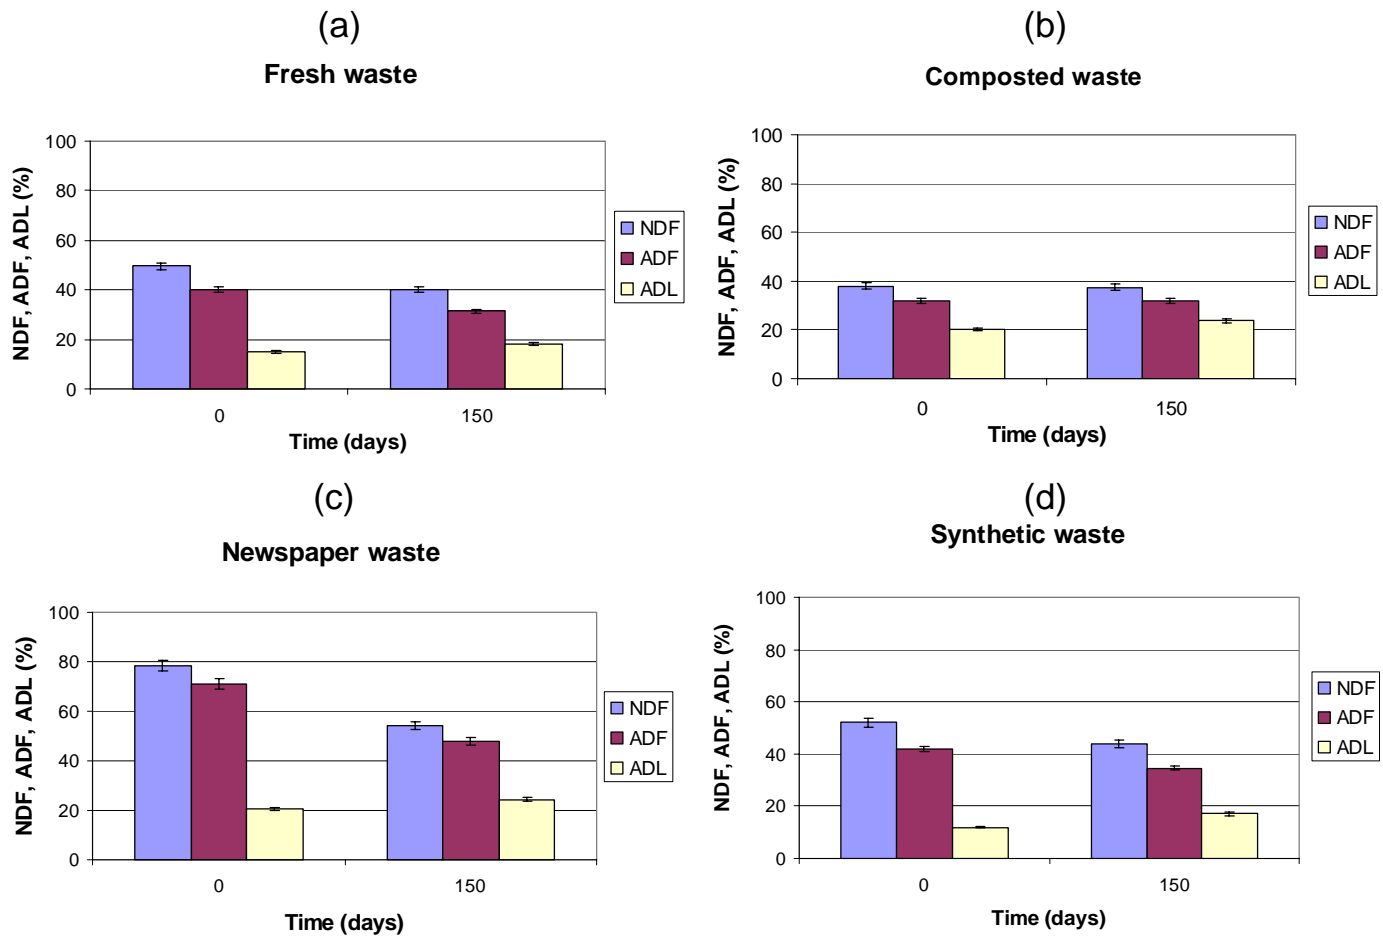 (a)
Fresh waste
NDF, ADF, ADL (%)
100
80
60
40
20
0
0 150
Time (days)
NDF
ADF
ADL
(b)
Composted waste
NDF, ADF, ADL (%)
100
80
60
40
20
0
0 150
Time (days)
NDF
ADF
ADL
(c)
Newspaper waste
NDF, ADF, ADL (%)
100
80
60
40
20
0
0 150
Time (days)
NDF
ADF
ADL
(d)
Synthetic waste
NDF, ADF, ADL (%)
100
80
60
40
20
0
0 150
Time (days)
NDF
ADF
ADL